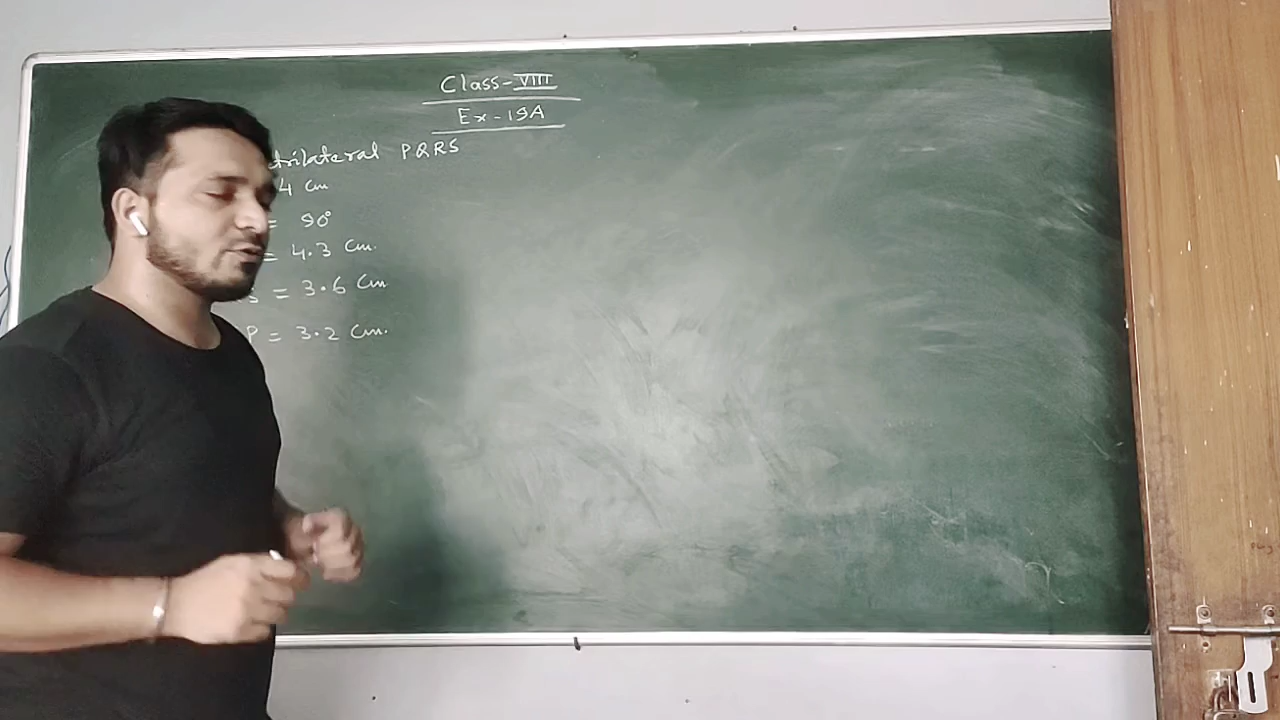 Class-VIII
Ex-19A
trilateral PQRS
4 cm
= 90°
= 4.3 cm.
S = 3.6 cm
P = 3.2 cm.